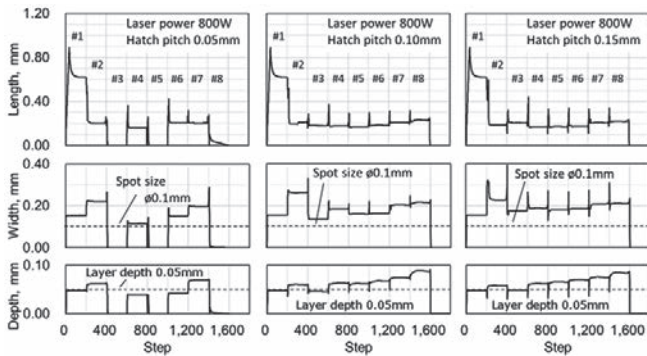 Laser power 800W
Hatch pitch 0.05mm
Laser power 800W
Hatch pitch 0.10mm
Laser power 800W
Hatch pitch 0.15mm
Length, mm
1.20
0.80
0.40
0.00
#1
#2
#3 #4 #5 #6 #7 #8
#1
#2
#3 #4 #5 #6 #7 #8
#1
#2
#3 #4 #5 #6 #7 #8
Width, mm
0.40
0.20
0.00
Spot size
ø0.1mm
Spot size ø0.1mm
Spot size ø0.1mm
Depth, mm
0.10
0.00
Layer depth 0.05mm
Layer depth 0.05mm
Layer depth 0.05mm
0 400 800 1,200 1,600
0 400 800 1,200 1,600
0 400 800 1,200 1,600
Step
Step
Step